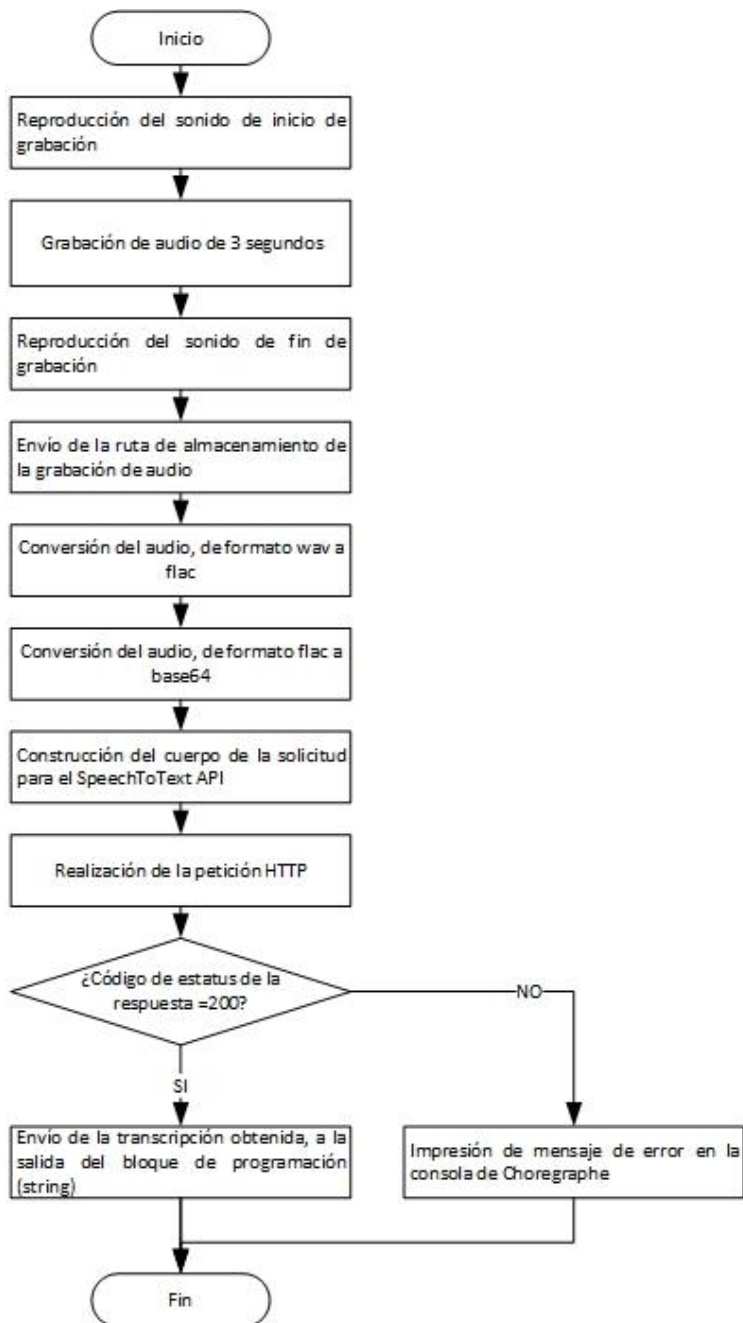 Inicio
Reproducción del sonido de inicio de
grabación
Grabación de audio de 3 segundos
Reproducción del sonido de fin de
grabación
Envío de la ruta de almacenamiento de
la grabación de audio
Conversión del audio, de formato wav a
flac
Conversión del audio, de formato flac a
base64
Construcción del cuerpo de la solicitud
para el SpeechToText API
Realización de la petición HTTP
¿Código de estatus de la
respuesta =200?
NO
SI
Envío de la transcripción obtenida, a la
salida del bloque de programación
(string)
Impresión de mensaje de error en la
consola de Choregraphe
Fin